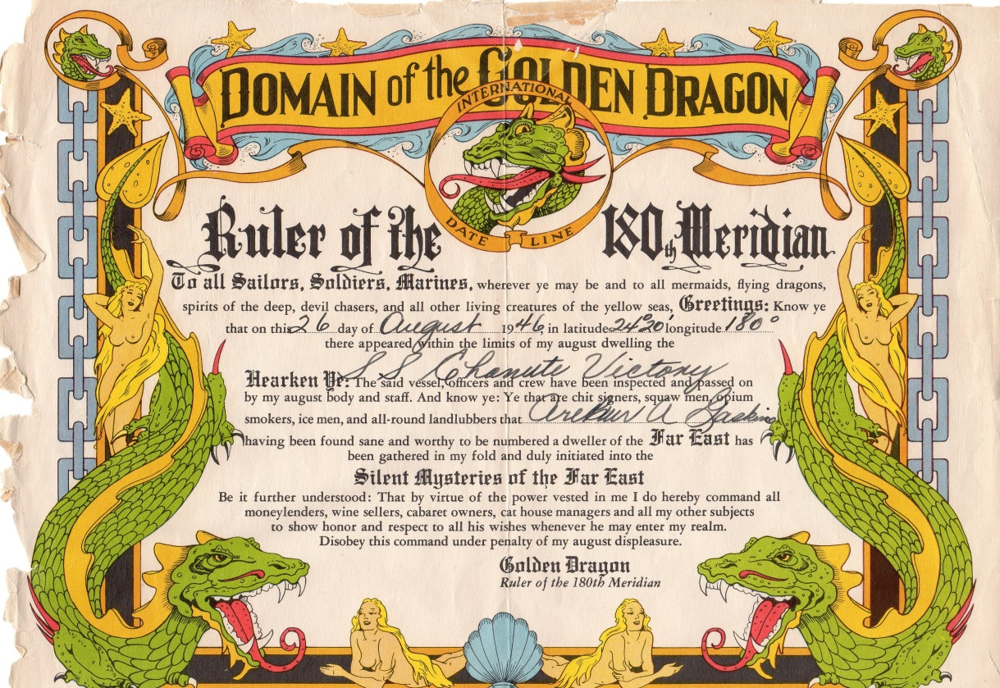 DOMAIN of the GOLDEN DRAGON
INTERNATIONAL
DATE LINE
Ruler of the 180th Meridian
To all Sailors, Soldiers, Marines, wherever ye may be and to all mermaids, flying dragons,
spirits of the deep, devil chasers, and all other living creatures of the yellow seas, Greetings: Know ye
that on this 26 day of August 1946, in latitude 24°20' longitude 180°
there appeared within the limits of my august dwelling the
S S Chanute Victory
Hearken Ye: The said vessel, officers and crew have been inspected and passed on
by my august body and staff. And know ye: Ye that are chit signers, squaw men, opium
smokers, ice men, and all-round landlubbers that Arthur A Gaskins
having been found sane and worthy to be numbered a dweller of the Far East has
been gathered in my fold and duly initiated into the
Silent Mysteries of the Far East
Be it further understood: That by virtue of the power vested in me I do hereby command all
moneylenders, wine sellers, cabaret owners, cat house managers and all my other subjects
to show honor and respect to all his wishes whenever he may enter my realm.
Disobey this command under penalty of my august displeasure.
Golden Dragon
Ruler of the 180th Meridian